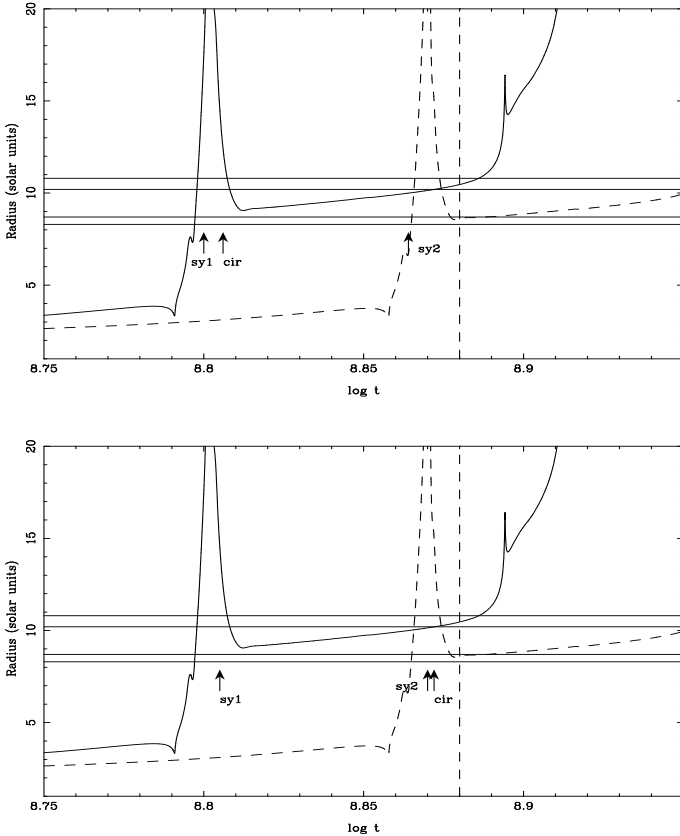 20
15
10
5
Radius (solar units)
sy1 cir
sy2
8.75 8.8 8.85 8.9
log t
20
15
10
5
Radius (solar units)
sy2
sy1
cir
8.75 8.8 8.85 8.9
log t